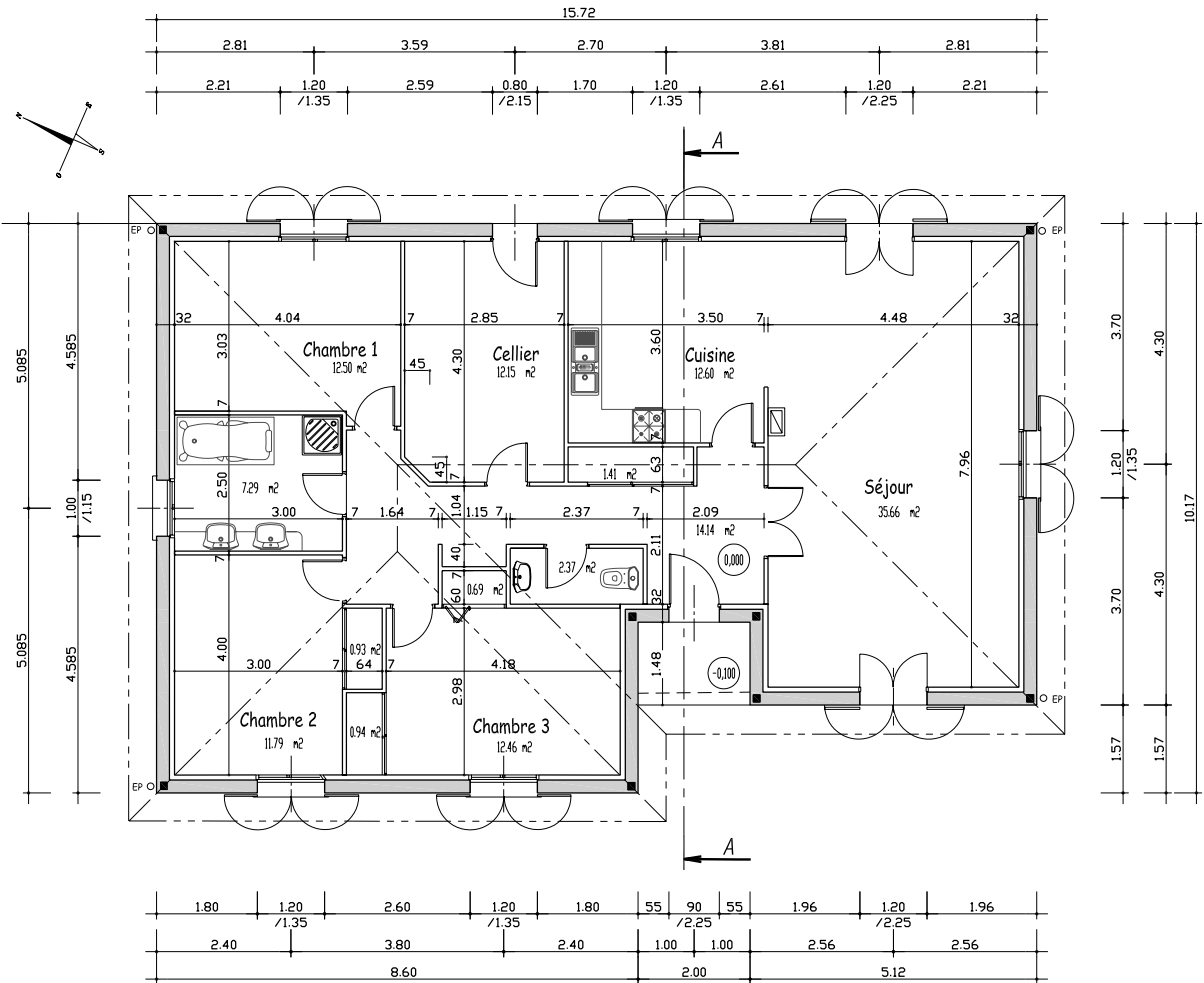 15.72
2.81 3.59 2.70 3.81 2.81
2.21 1.20 2.59 0.80 1.70 1.20 2.61 1.20 2.21
/1.35 /2.15 /1.35 /2.25
N E S O
A
EP EP
32 4.04 7 2.85 7 3.50 7 4.48 32
3.03 4.30 3.60
Chambre 1
12.50 m2
Cellier
12.15 m2
Cuisine
12.60 m2
45
7
5.085 4.585
3.70 4.30
45 7 7 63
1.41 m2
7
7.96
1.20 /1.35
10.17
2.50
7.29 m2
Séjour
35.66 m2
1.00 /1.15
3.00 7 1.64 7 1.04 1.15 7 2.37 7 2.09
14.14 m2
2.11
0,000
7
40
2.37 m2
7
60
0.69 m2
32
5.085 4.585
3.70 4.30
4.00
0.93 m2
3.00 7 64 7 4.18
1.48
-0,100
2.98
Chambre 2
11.79 m2
0.94 m2
Chambre 3
12.46 m2
EP
1.57 1.57
EP
A
1.80 1.20 2.60 1.20 1.80 55 90 55 1.96 1.20 1.96
/1.35 /1.35 /2.25 /2.25
2.40 3.80 2.40 1.00 1.00 2.56 2.56
8.60 2.00 5.12